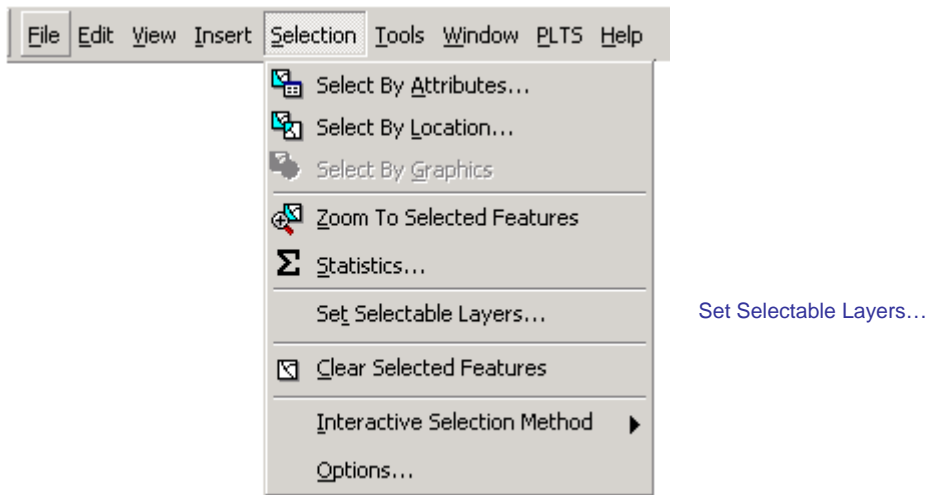 File Edit View Insert Selection Tools Window PLTS Help
Select By Attributes...
Select By Location...
Select By Graphics
Zoom To Selected Features
Σ Statistics...
Set Selectable Layers...
Set Selectable Layers…
Clear Selected Features
Interactive Selection Method
Options...